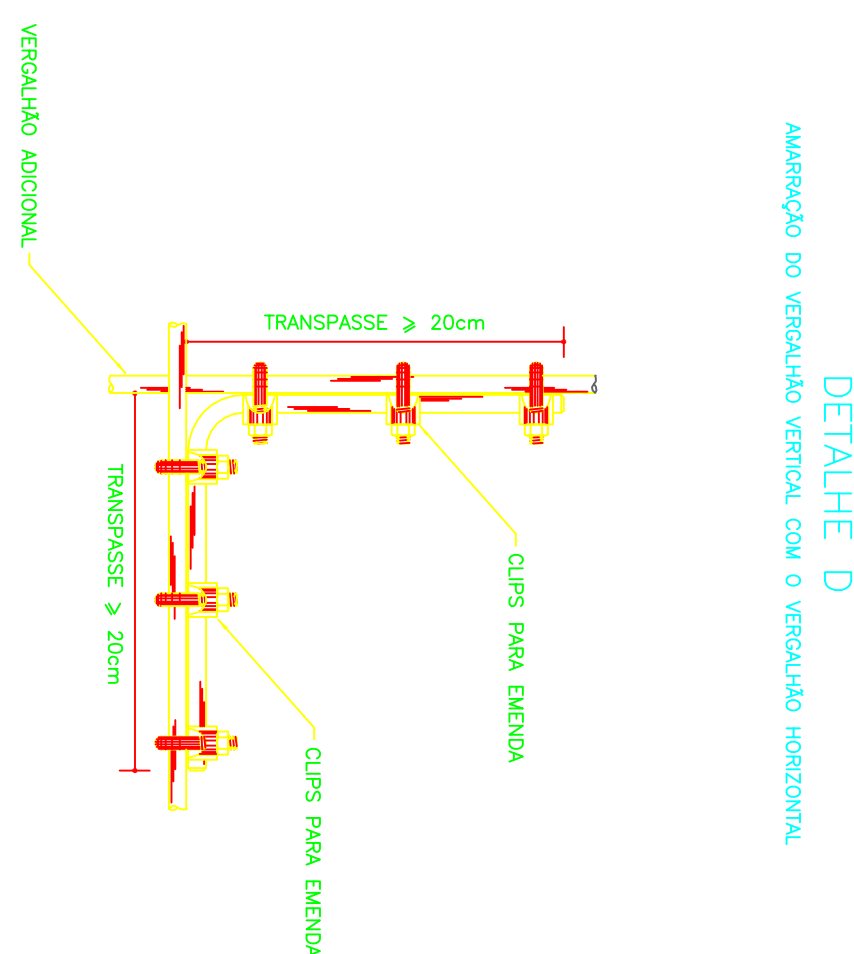 DETALHE D
AMARRAÇÃO DO VERGALHÃO VERTICAL COM O VERGALHÃO HORIZONTAL
CLIPS PARA EMENDA
TRANSPASSE ⩾ 20cm
CLIPS PARA EMENDA
TRANSPASSE ⩾ 20cm
VERGALHÃO ADICIONAL